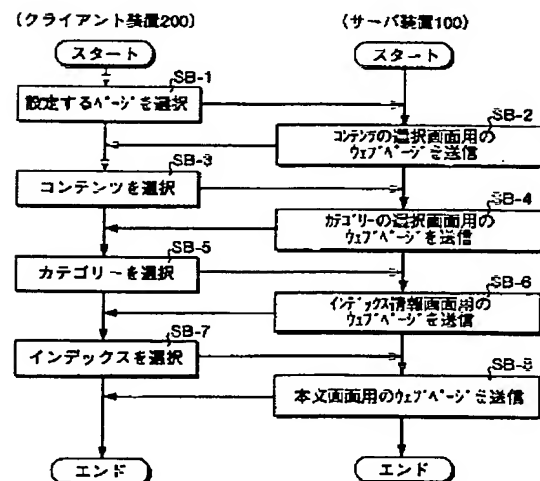 (クライアント装置200)
(サーバ装置100)
スタート
スタート
SB-1
設定するページを選択
SB-2
コンテンツの選択画面用の
ウェブページを送信
SB-3
コンテンツを選択
SB-4
カテゴリーの選択画面用の
ウェブページを送信
SB-5
カテゴリーを選択
SB-6
インデックス情報画面用の
ウェブページを送信
SB-7
インデックスを選択
SB-8
本文画面用のウェブページを送信
エンド
エンド